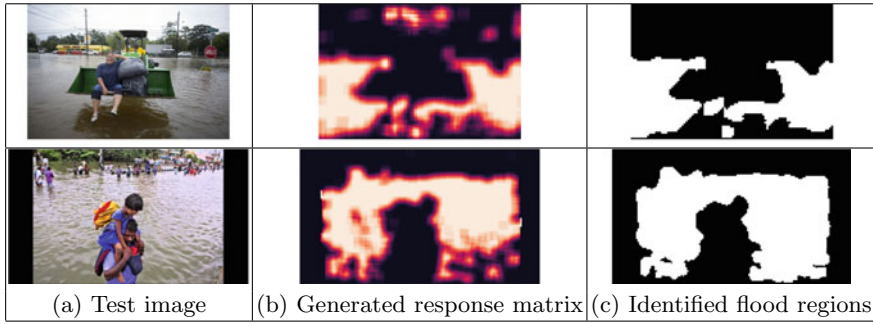 (a) Test image (b) Generated response matrix (c) Identified flood regions